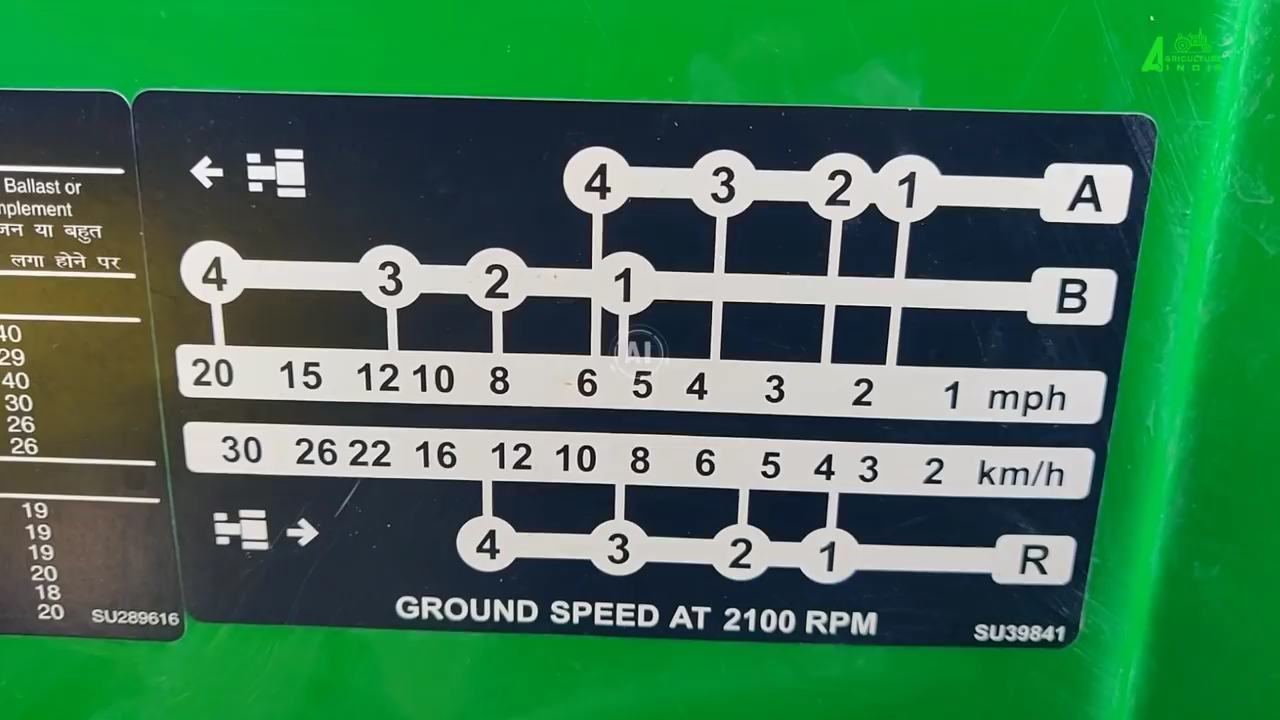 Ballast or
mplement
जन या बहुत
लगा होने पर
40
29
40
30
26
26
19
19
19
20
18
20
SU289616
4 3 2 1 A
4 3 2 1 B
20 15 12 10 8 6 5 4 3 2 1 mph
30 26 22 16 12 10 8 6 5 4 3 2 km/h
4 3 2 1 R
GROUND SPEED AT 2100 RPM
SU39841
AI
AGRICULTURE
INDIA